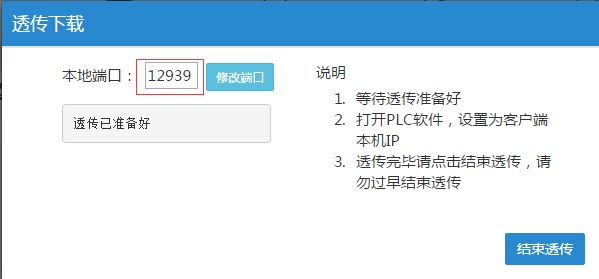 透传下载
本地端口： 12939 修改端口
透传已准备好
说明
1. 等待透传准备好
2. 打开PLC软件，设置为客户端
本机IP
3. 透传完毕请点击结束透传，请
勿过早结束透传
结束透传